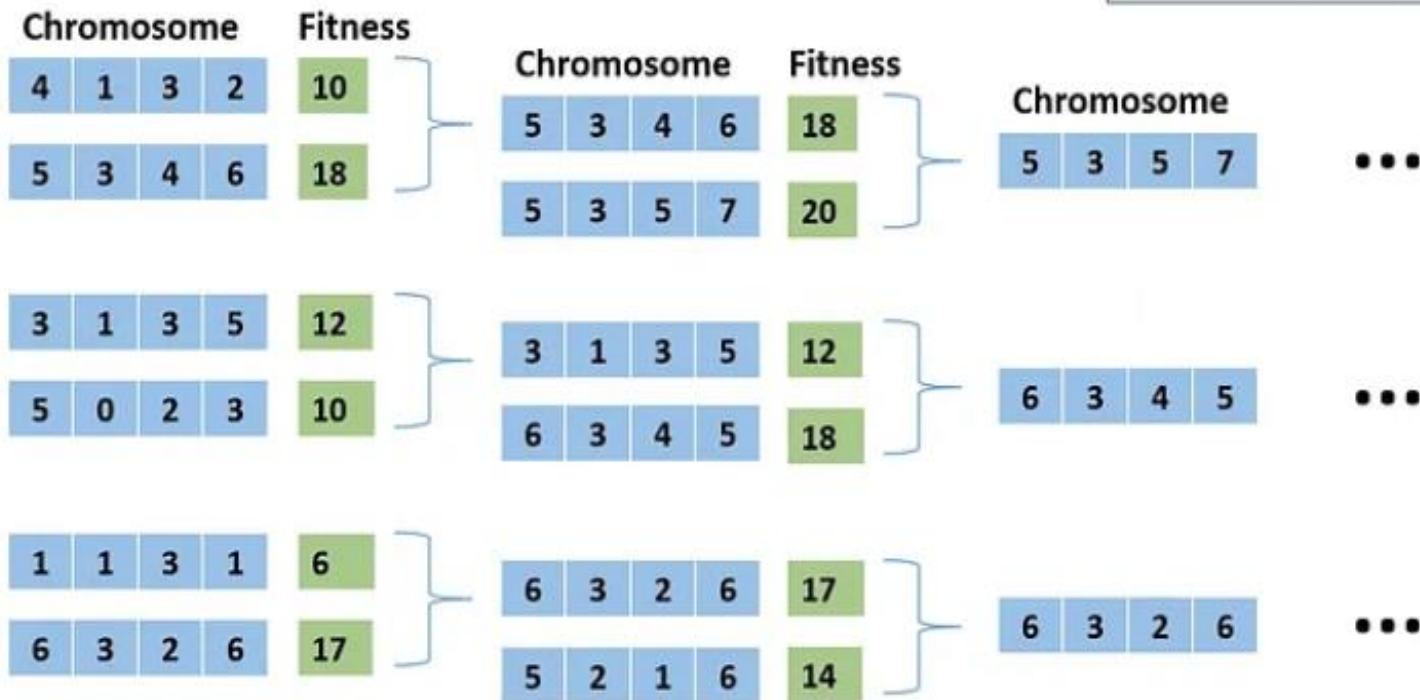 Chromosome Fitness
4 1 3 2 10
5 3 4 6 18
3 1 3 5 12
5 0 2 3 10
1 1 3 1 6
6 3 2 6 17
Chromosome Fitness
5 3 4 6 18
5 3 5 7 20
3 1 3 5 12
6 3 4 5 18
6 3 2 6 17
5 2 1 6 14
Chromosome
5 3 5 7 •••
6 3 4 5 •••
6 3 2 6 •••